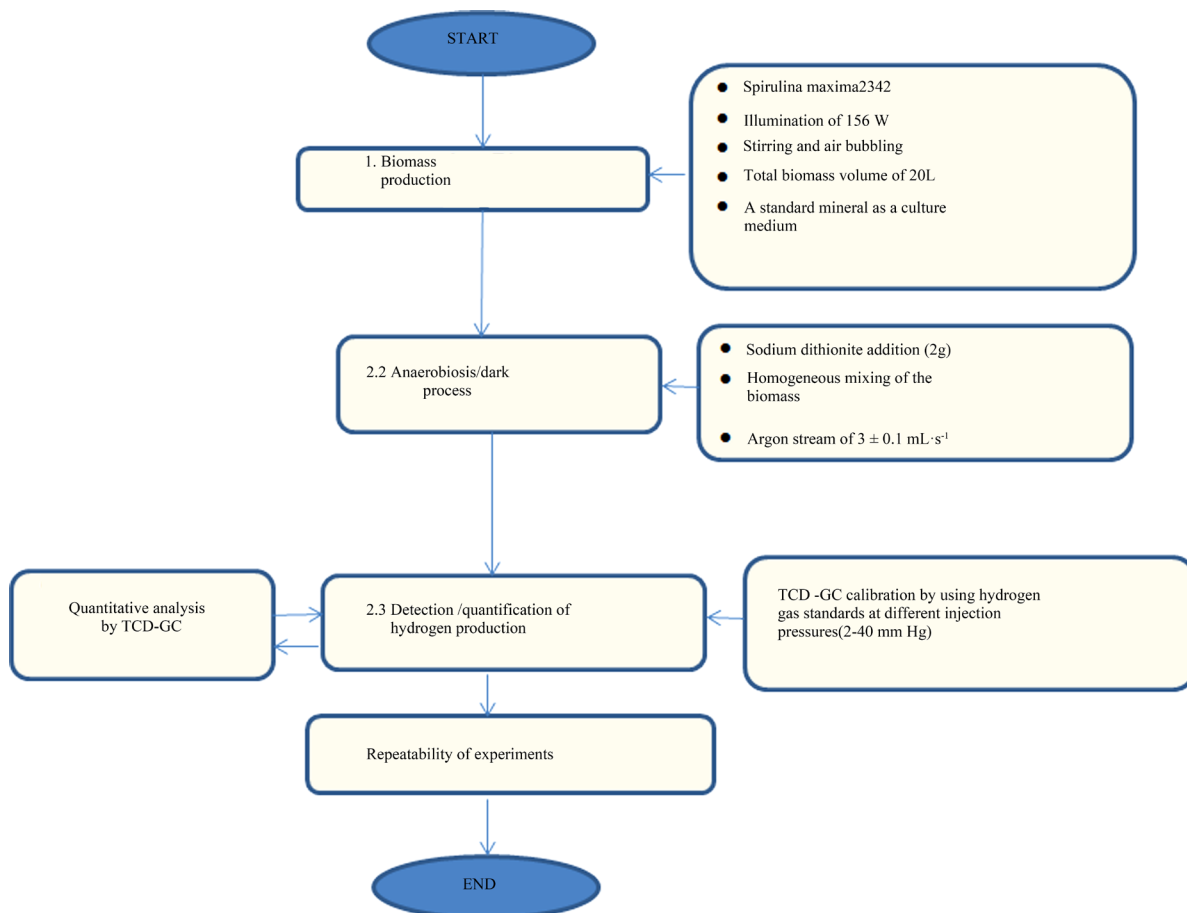 START
Spirulina maxima2342
Illumination of 156 W
Stirring and air bubbling
Total biomass volume of 20L
A standard mineral as a culture
medium
1. Biomass
production
2.2 Anaerobiosis/dark
process
Sodium dithionite addition (2g)
Homogeneous mixing of the
biomass
Argon stream of 3 ± 0.1 mL·s⁻¹
Quantitative analysis
by TCD-GC
2.3 Detection /quantification of
hydrogen production
TCD -GC calibration by using hydrogen
gas standards at different injection
pressures(2-40 mm Hg)
Repeatability of experiments
END